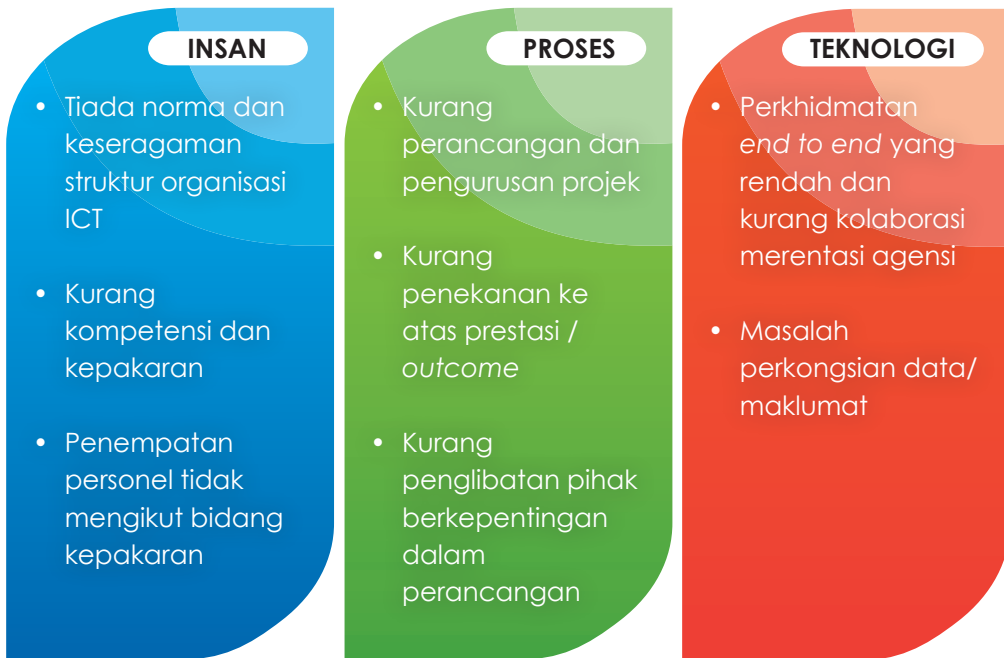 INSAN
• Tiada norma dan
keseragaman
struktur organisasi
ICT
• Kurang
kompetensi dan
kepakaran
• Penempatan
personel tidak
mengikut bidang
kepakaran
PROSES
• Kurang
perancangan dan
pengurusan projek
• Kurang
penekanan ke
atas prestasi /
outcome
• Kurang
penglibatan pihak
berkepentingan
dalam
perancangan
TEKNOLOGI
• Perkhidmatan
end to end yang
rendah dan
kurang kolaborasi
merentasi agensi
• Masalah
perkongsian data/
maklumat